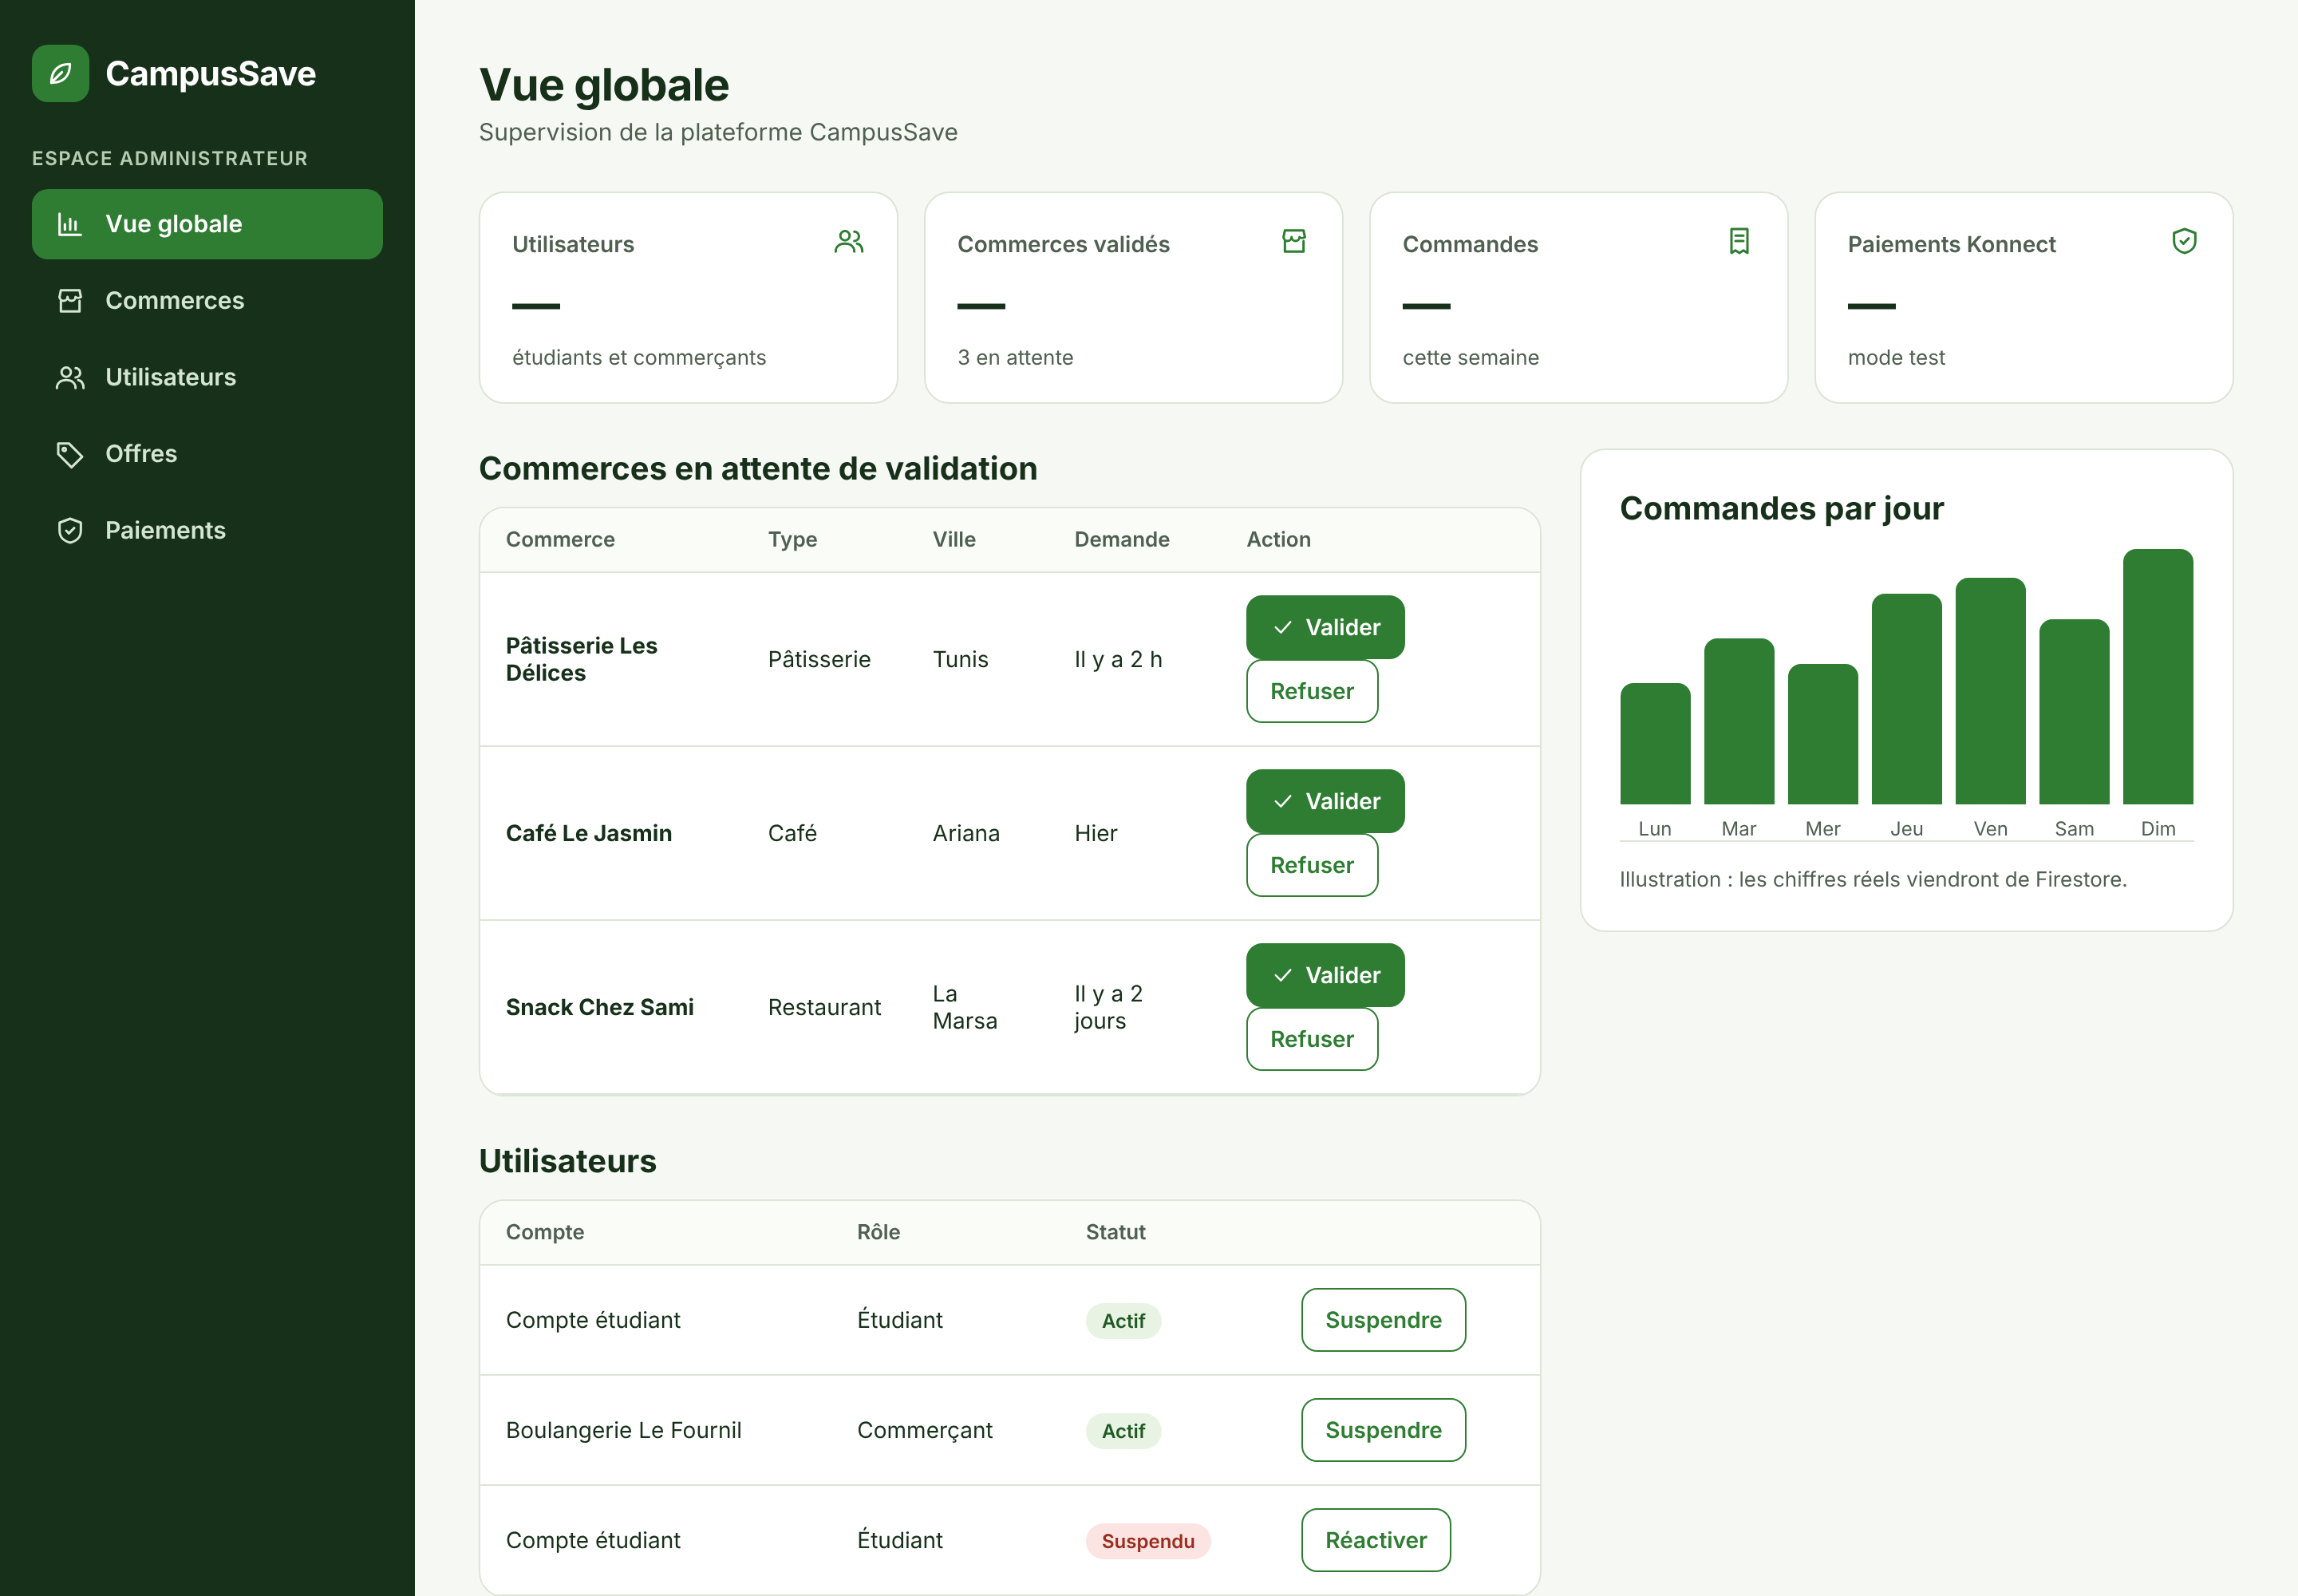 CampusSave
ESPACE ADMINISTRATEUR
Vue globale
Commerces
Utilisateurs
Offres
Paiements
Vue globale
Supervision de la plateforme CampusSave
Utilisateurs
—
étudiants et commerçants
Commerces validés
—
3 en attente
Commandes
—
cette semaine
Paiements Konnect
—
mode test
Commerces en attente de validation
Commerce Type Ville Demande Action
Pâtisserie Les
Délices
Pâtisserie
Tunis
Il y a 2 h
Valider
Refuser
Café Le Jasmin
Café
Ariana
Hier
Valider
Refuser
Snack Chez Sami
Restaurant
La
Marsa
Il y a 2
jours
Valider
Refuser
Commandes par jour
Lun Mar Mer Jeu Ven Sam Dim
Illustration : les chiffres réels viendront de Firestore.
Utilisateurs
Compte Rôle Statut
Compte étudiant Étudiant Actif Suspendre
Boulangerie Le Fournil Commerçant Actif Suspendre
Compte étudiant Étudiant Suspendu Réactiver